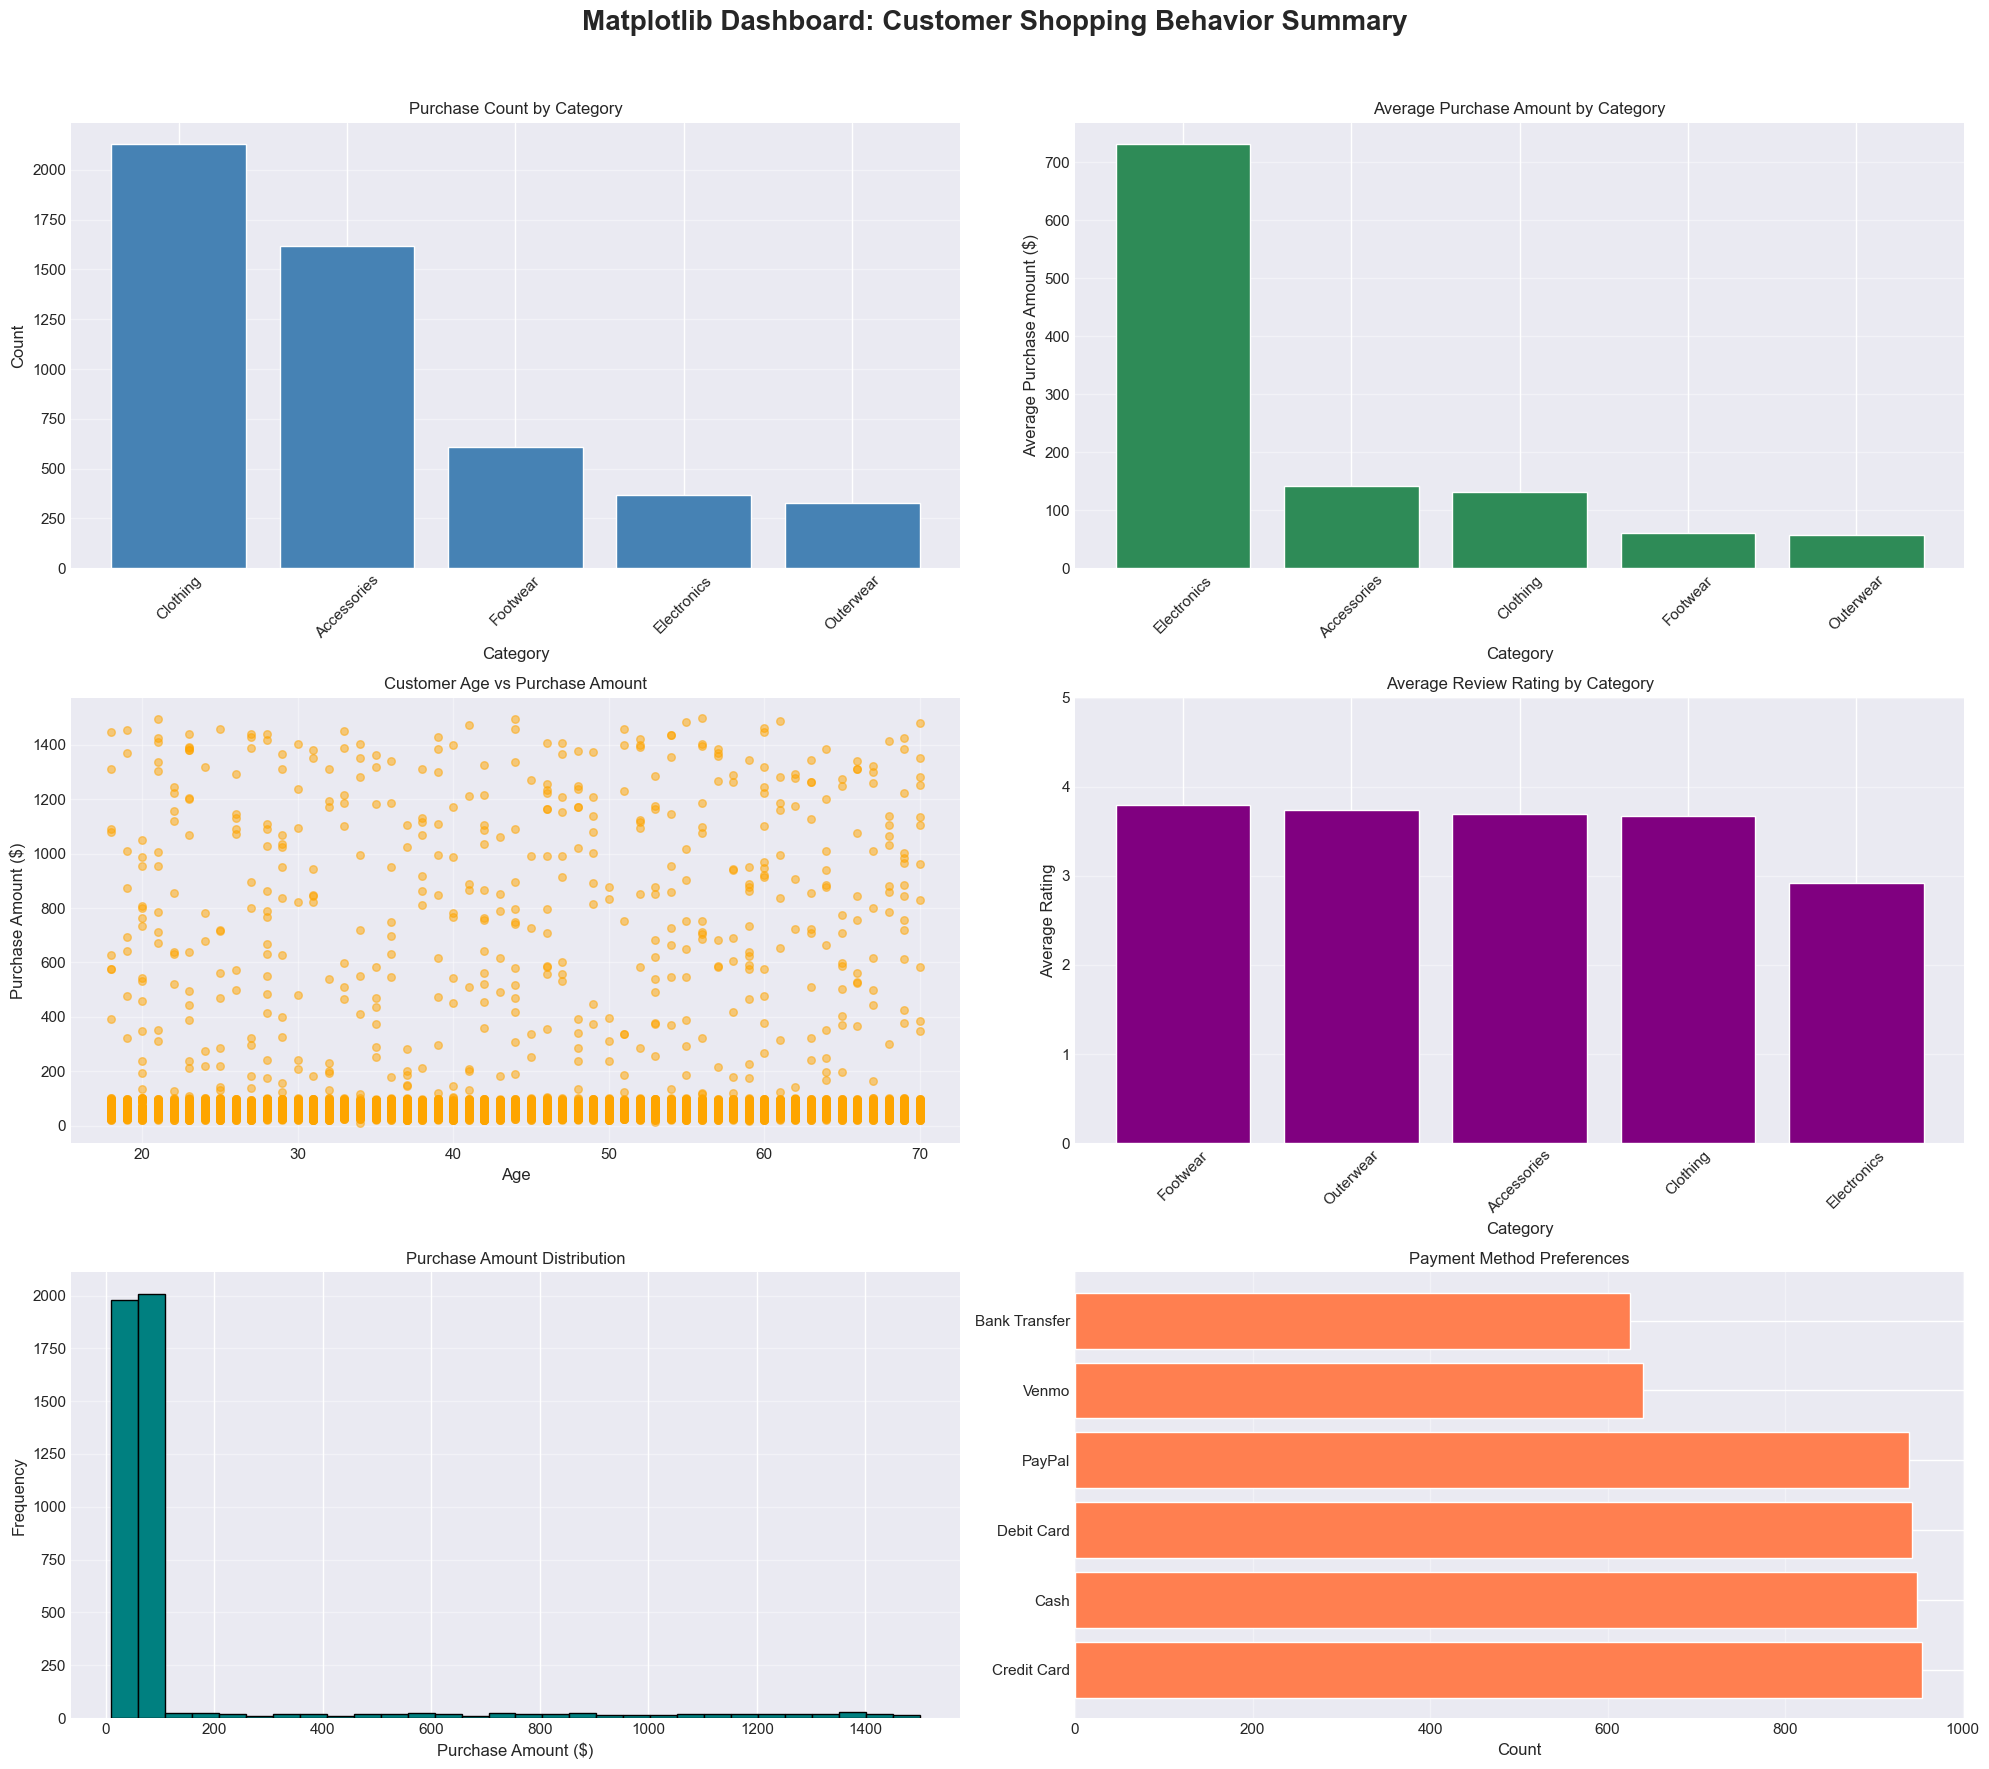 Matplotlib Dashboard: Customer Shopping Behavior Summary
Purchase Count by Category
Count
2000
1750
1500
1250
1000
750
500
250
0
Clothing
Accessories
Footwear
Electronics
Outerwear
Category
Average Purchase Amount by Category
Average Purchase Amount ($)
700
600
500
400
300
200
100
0
Electronics
Accessories
Clothing
Footwear
Outerwear
Category
Customer Age vs Purchase Amount
Purchase Amount ($)
1400
1200
1000
800
600
400
200
0
20
30
40
50
60
70
Age
Average Review Rating by Category
Average Rating
5
4
3
2
1
0
Footwear
Outerwear
Accessories
Clothing
Electronics
Category
Purchase Amount Distribution
Frequency
2000
1750
1500
1250
1000
750
500
250
0
0
200
400
600
800
1000
1200
1400
Purchase Amount ($)
Payment Method Preferences
Bank Transfer
Venmo
PayPal
Debit Card
Cash
Credit Card
0
200
400
600
800
1000
Count